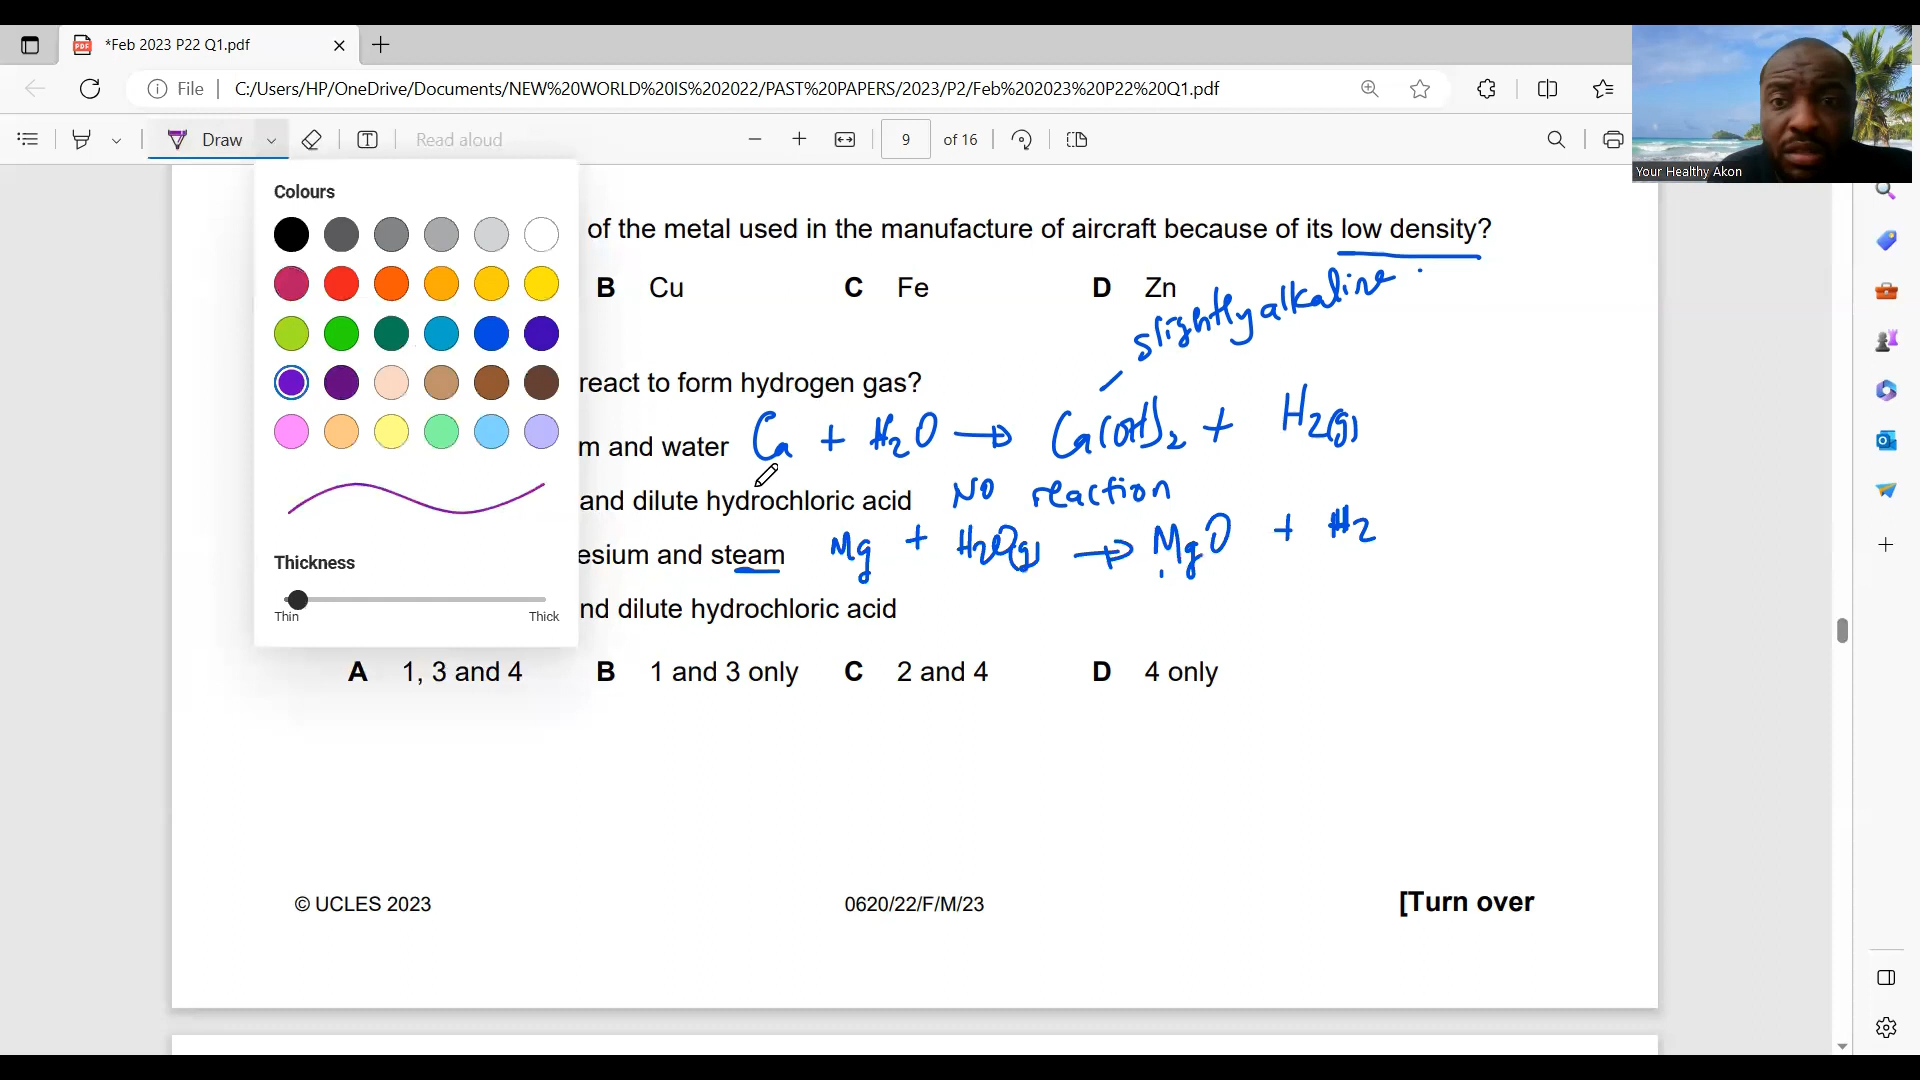 *Feb 2023 P22 Q1.pdf
File C:/Users/HP/OneDrive/Documents/NEW%20WORLD%20IS%202022/PAST%20PAPERS/2023/P2/Feb%202023%20P22%20Q1.pdf
Draw Read aloud 9 of 16
Your Healthy Akon
Colours
Thickness
Thin Thick
of the metal used in the manufacture of aircraft because of its low density?
B Cu C Fe D Zn
slightly alkaline
react to form hydrogen gas?
m and water Ca + H2O → Ca(OH)2 + H2(g)
and dilute hydrochloric acid No reaction
esium and steam Mg + H2O(g) → MgO + H2
nd dilute hydrochloric acid
A 1, 3 and 4 B 1 and 3 only C 2 and 4 D 4 only
© UCLES 2023 0620/22/F/M/23 [Turn over